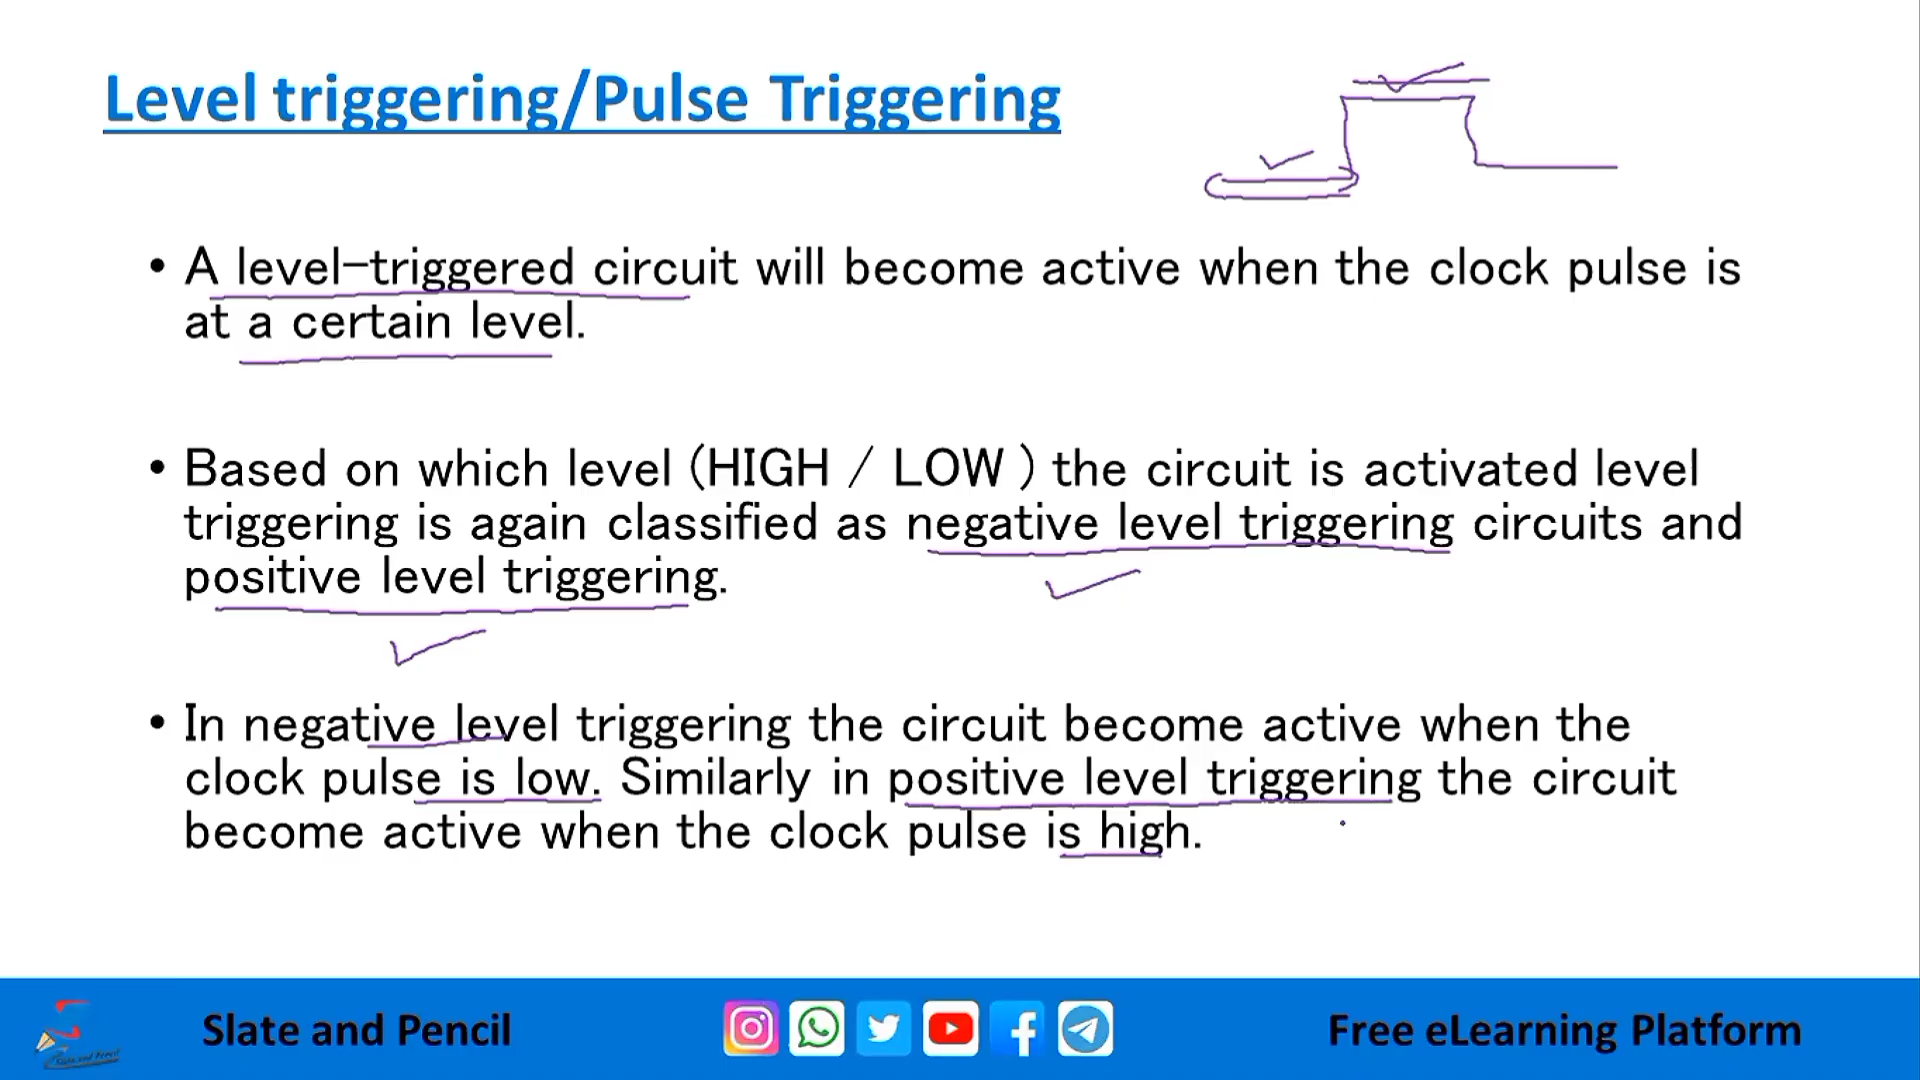 Level triggering/Pulse Triggering
• A level-triggered circuit will become active when the clock pulse is
at a certain level.
• Based on which level (HIGH / LOW ) the circuit is activated level
triggering is again classified as negative level triggering circuits and
positive level triggering.
• In negative level triggering the circuit become active when the
clock pulse is low. Similarly in positive level triggering the circuit
become active when the clock pulse is high.
Slate and Pencil
Slate and Pencil
Free eLearning Platform